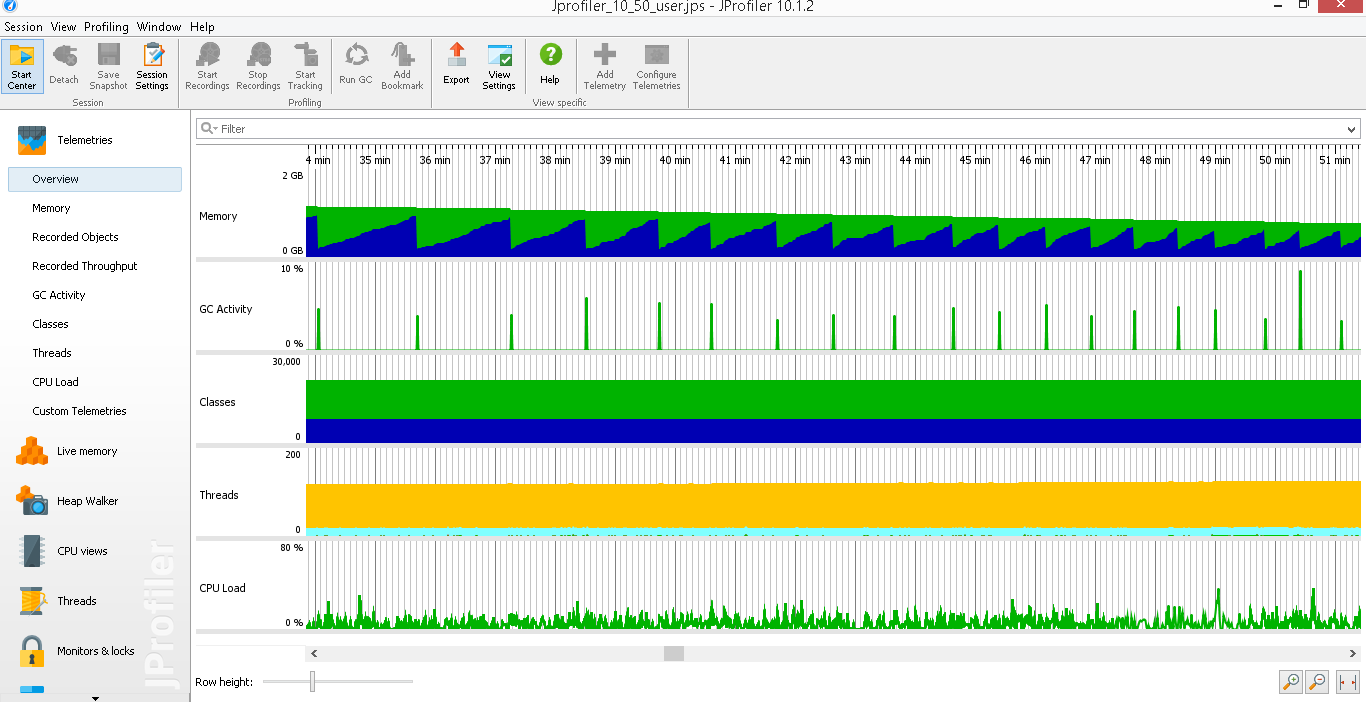 Jprofiler_10_50_user.jps - JProfiler 10.1.2
Session View Profiling Window Help
Start Center
Detach
Save Snapshot
Session Settings
Start Recordings
Stop Recordings
Start Tracking
Run GC
Add Bookmark
Export
View Settings
Help
Add Telemetry
Configure Telemetries
Session
Profiling
View specific
Telemetries
Overview
Memory
Recorded Objects
Recorded Throughput
GC Activity
Classes
Threads
CPU Load
Custom Telemetries
Live memory
Heap Walker
CPU views
Threads
Monitors & locks
JProfiler
Filter
4 min 35 min 36 min 37 min 38 min 39 min 40 min 41 min 42 min 43 min 44 min 45 min 46 min 47 min 48 min 49 min 50 min 51 min
2 GB
Memory
0 GB
10 %
GC Activity
0 %
30,000
Classes
0
200
Threads
0
80 %
CPU Load
0 %
Row height: